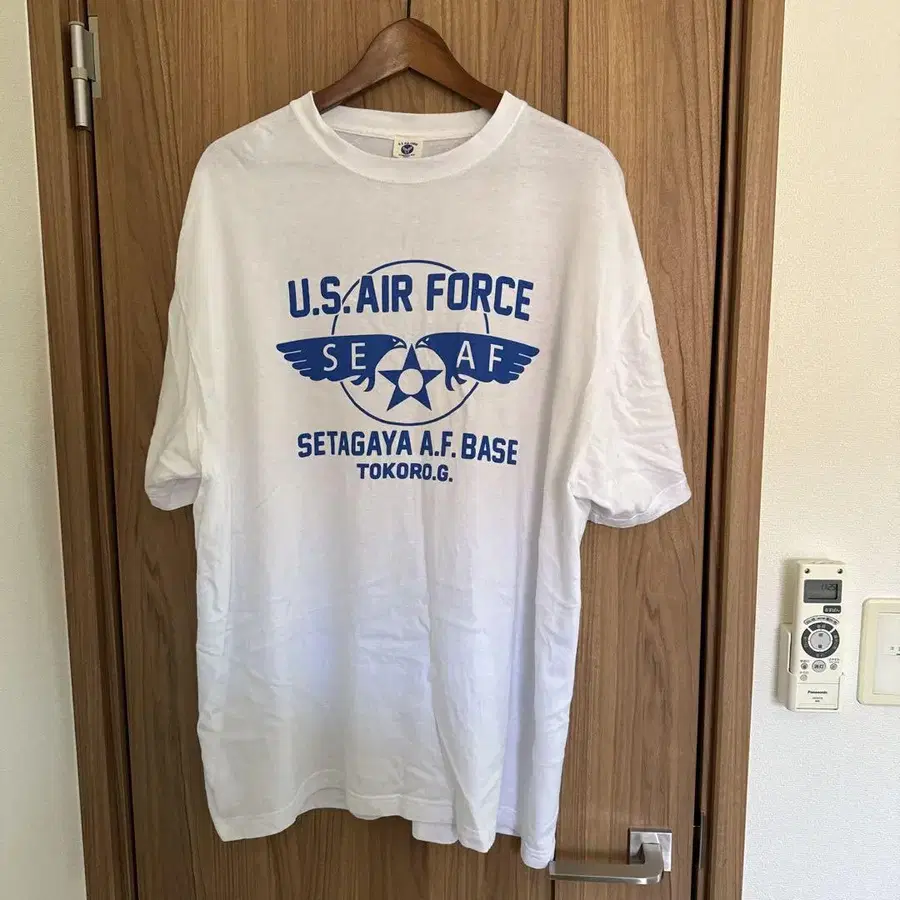 U.S. AIR FORCE
SE AF
SETAGAYA A.F. BASE
TOKORO.G.
Panasonic